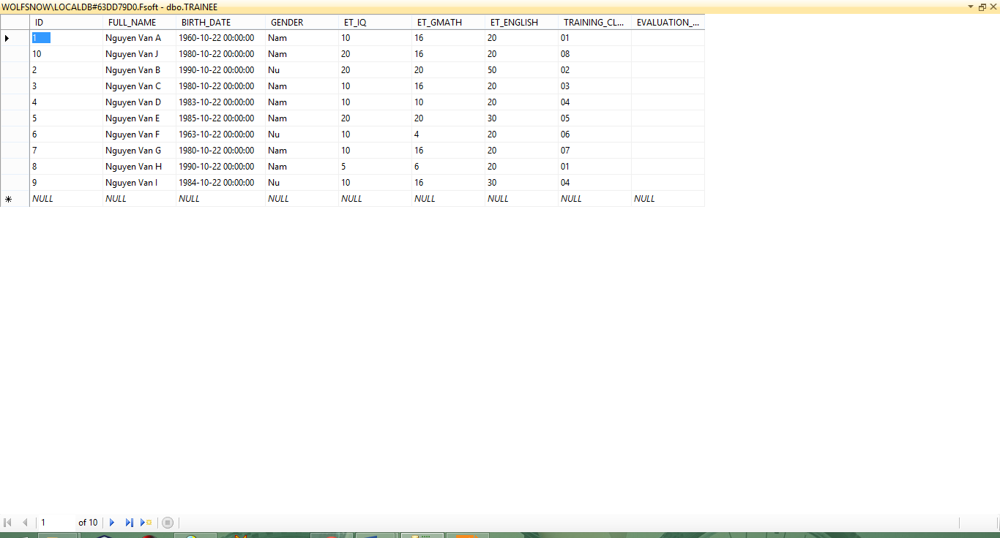 WOLFSNOW\LOCALDB#63DD79D0.Fsoft - dbo.TRAINEE
ID FULL_NAME BIRTH_DATE GENDER ET_IQ ET_GMATH ET_ENGLISH TRAINING_CL... EVALUATION_...
1 Nguyen Van A 1960-10-22 00:00:00 Nam 10 16 20 01
10 Nguyen Van J 1980-10-22 00:00:00 Nam 20 16 20 08
2 Nguyen Van B 1990-10-22 00:00:00 Nu 20 20 50 02
3 Nguyen Van C 1980-10-22 00:00:00 Nam 10 16 20 03
4 Nguyen Van D 1983-10-22 00:00:00 Nam 10 10 20 04
5 Nguyen Van E 1985-10-22 00:00:00 Nam 20 20 30 05
6 Nguyen Van F 1963-10-22 00:00:00 Nu 10 4 20 06
7 Nguyen Van G 1980-10-22 00:00:00 Nam 10 16 20 07
8 Nguyen Van H 1990-10-22 00:00:00 Nam 5 6 20 01
9 Nguyen Van I 1984-10-22 00:00:00 Nu 10 16 30 04
NULL NULL NULL NULL NULL NULL NULL NULL NULL
1 of 10